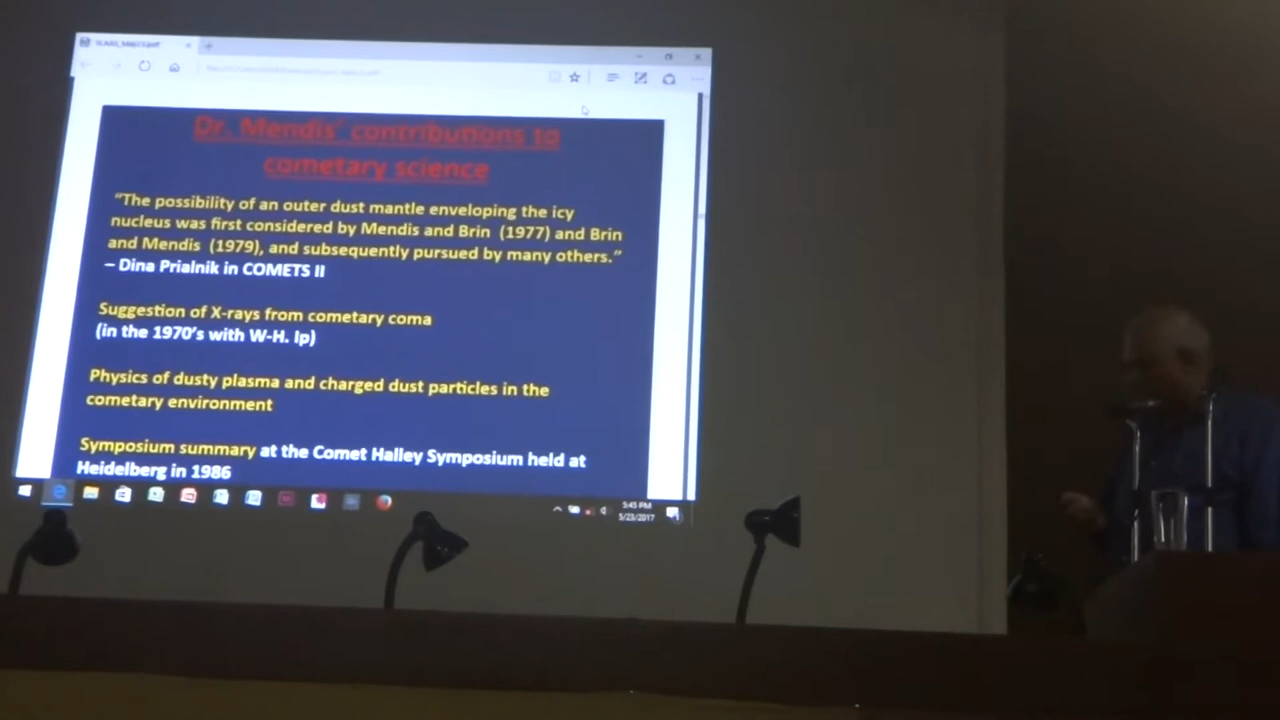 Dr. Mendis' contributions to
cometary science
“The possibility of an outer dust mantle enveloping the icy
nucleus was first considered by Mendis and Brin (1977) and Brin
and Mendis (1979), and subsequently pursued by many others.”
– Dina Prialnik in COMETS II
Suggestion of X-rays from cometary coma
(in the 1970's with W-H. Ip)
Physics of dusty plasma and charged dust particles in the
cometary environment
Symposium summary at the Comet Halley Symposium held at
Heidelberg in 1986
5:45 PM
5/23/2017